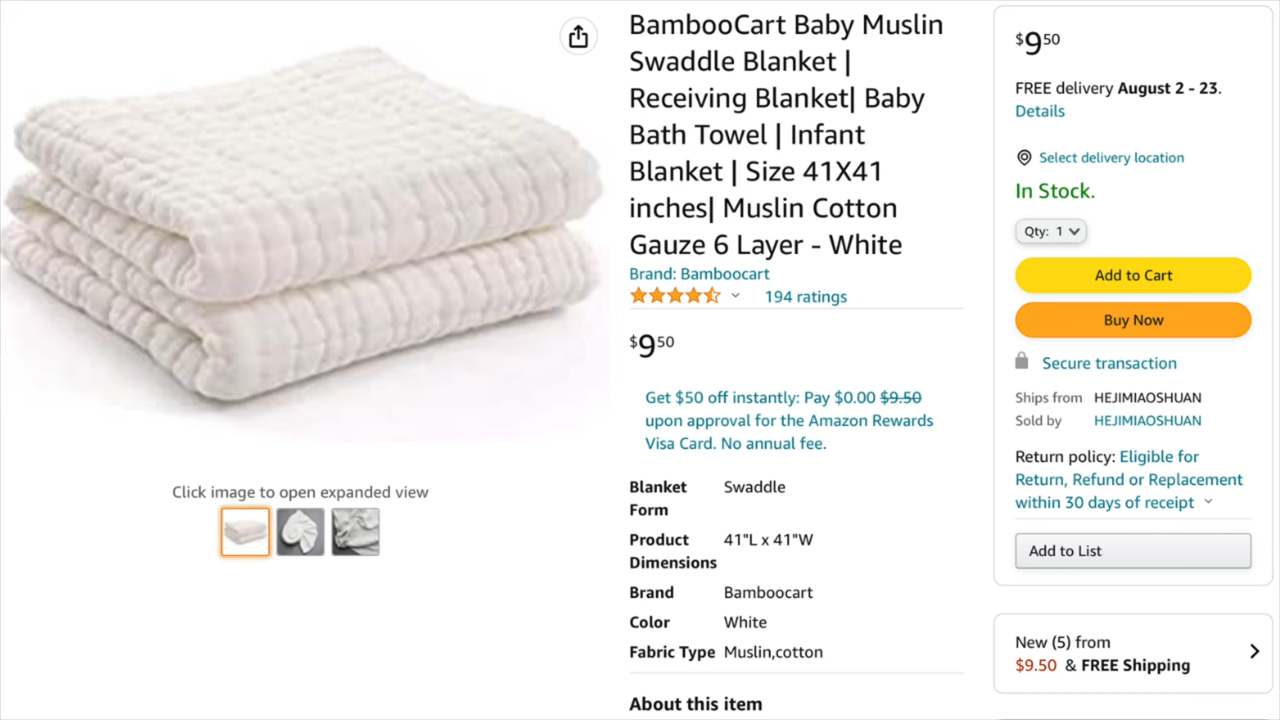 BambooCart Baby Muslin
Swaddle Blanket |
Receiving Blanket| Baby
Bath Towel | Infant
Blanket | Size 41X41
inches| Muslin Cotton
Gauze 6 Layer - White
Brand: Bamboocart
194 ratings
$9 50
Get $50 off instantly: Pay $0.00 $9.50
upon approval for the Amazon Rewards
Visa Card. No annual fee.
Blanket Form Swaddle
Product Dimensions 41"L x 41"W
Brand Bamboocart
Color White
Fabric Type Muslin,cotton
About this item
Click image to open expanded view
$9 50
FREE delivery August 2 - 23.
Details
Select delivery location
In Stock.
Qty: 1
Add to Cart
Buy Now
Secure transaction
Ships from HEJIMIAOSHUAN
Sold by HEJIMIAOSHUAN
Return policy: Eligible for
Return, Refund or Replacement
within 30 days of receipt
Add to List
New (5) from
$9.50 & FREE Shipping